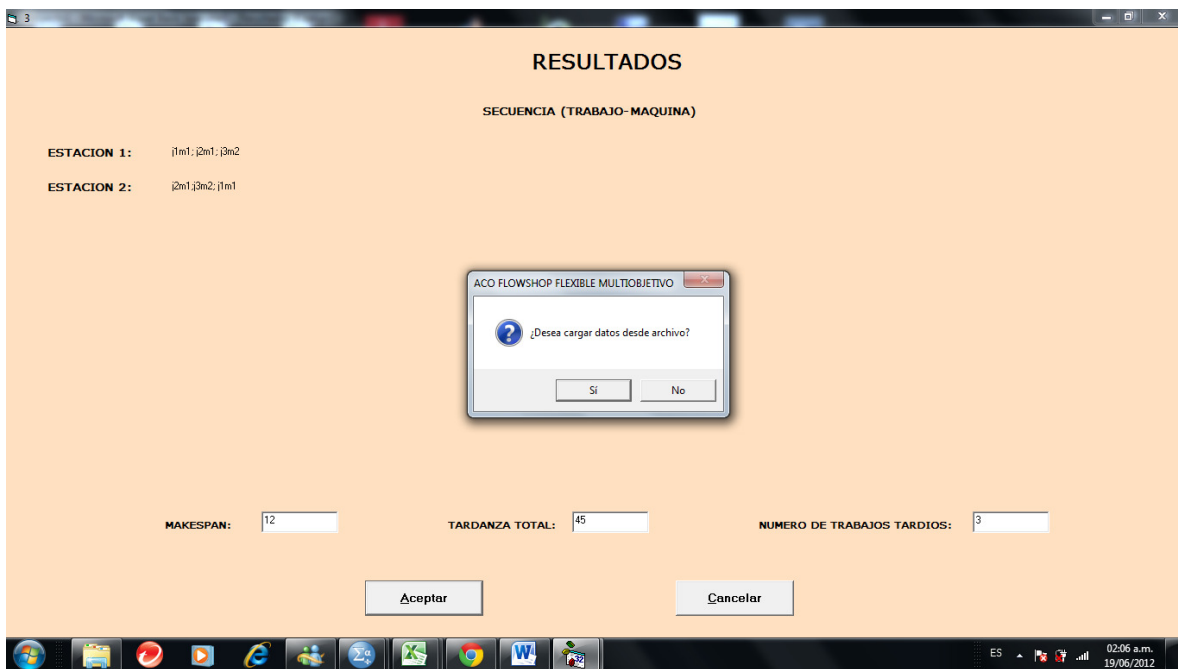 3
RESULTADOS
SECUENCIA (TRABAJO-MAQUINA)
ESTACION 1: j1m1; j2m1; j3m2
ESTACION 2: j2m1;j3m2; j1m1
ACO FLOWSHOP FLEXIBLE MULTIOBJETIVO
¿Desea cargar datos desde archivo?
Sí No
MAKESPAN: 12 TARDANZA TOTAL: 45 NUMERO DE TRABAJOS TARDIOS: 3
Aceptar Cancelar
ES 02:06 a.m.
19/06/2012